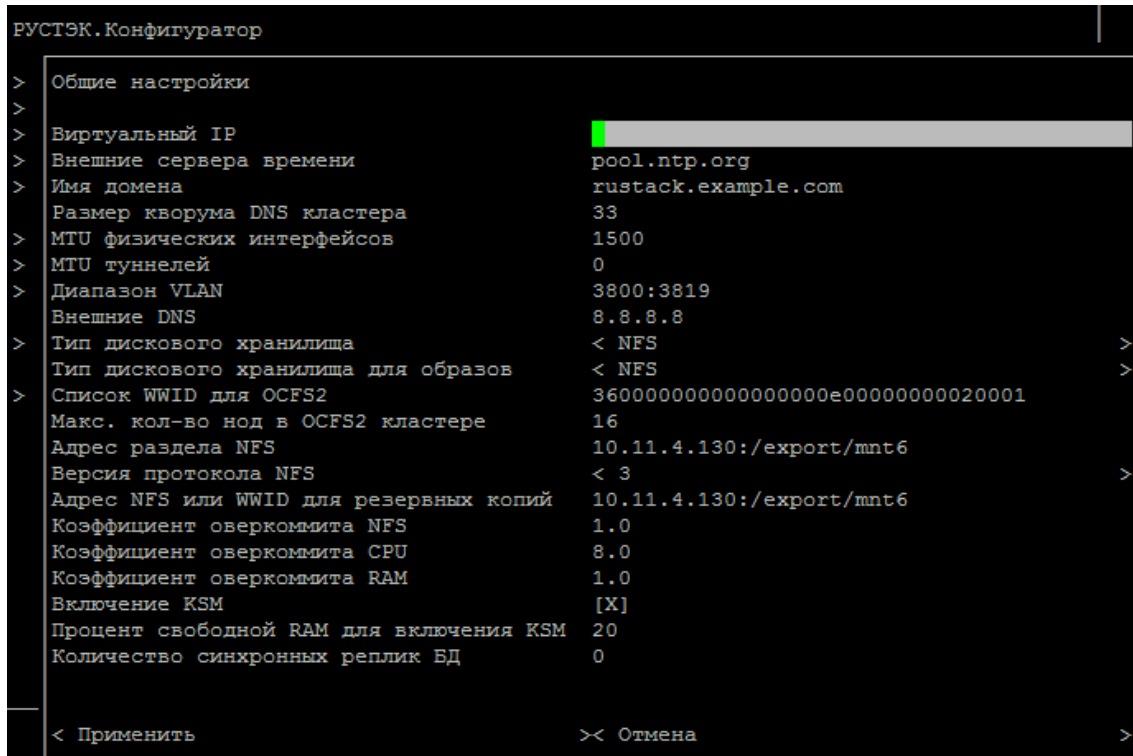 РУСТЭК.Конфигуратор
> Общие настройки
>
> Виртуальный IP
> Внешние сервера времени pool.ntp.org
> Имя домена rustack.example.com
Размер кворума DNS кластера 33
> MTU физических интерфейсов 1500
> MTU туннелей 0
> Диапазон VLAN 3800:3819
Внешние DNS 8.8.8.8
> Тип дискового хранилища < NFS >
Тип дискового хранилища для образов < NFS >
> Список WWID для OCFS2 360000000000000000e00000000020001
Макс. кол-во нод в OCFS2 кластере 16
Адрес раздела NFS 10.11.4.130:/export/mnt6
Версия протокола NFS < 3 >
Адрес NFS или WWID для резервных копий 10.11.4.130:/export/mnt6
Коэффициент оверкоммита NFS 1.0
Коэффициент оверкоммита CPU 8.0
Коэффициент оверкоммита RAM 1.0
Включение KSM [X]
Процент свободной RAM для включения KSM 20
Количество синхронных реплик БД 0
< Применить >< Отмена >